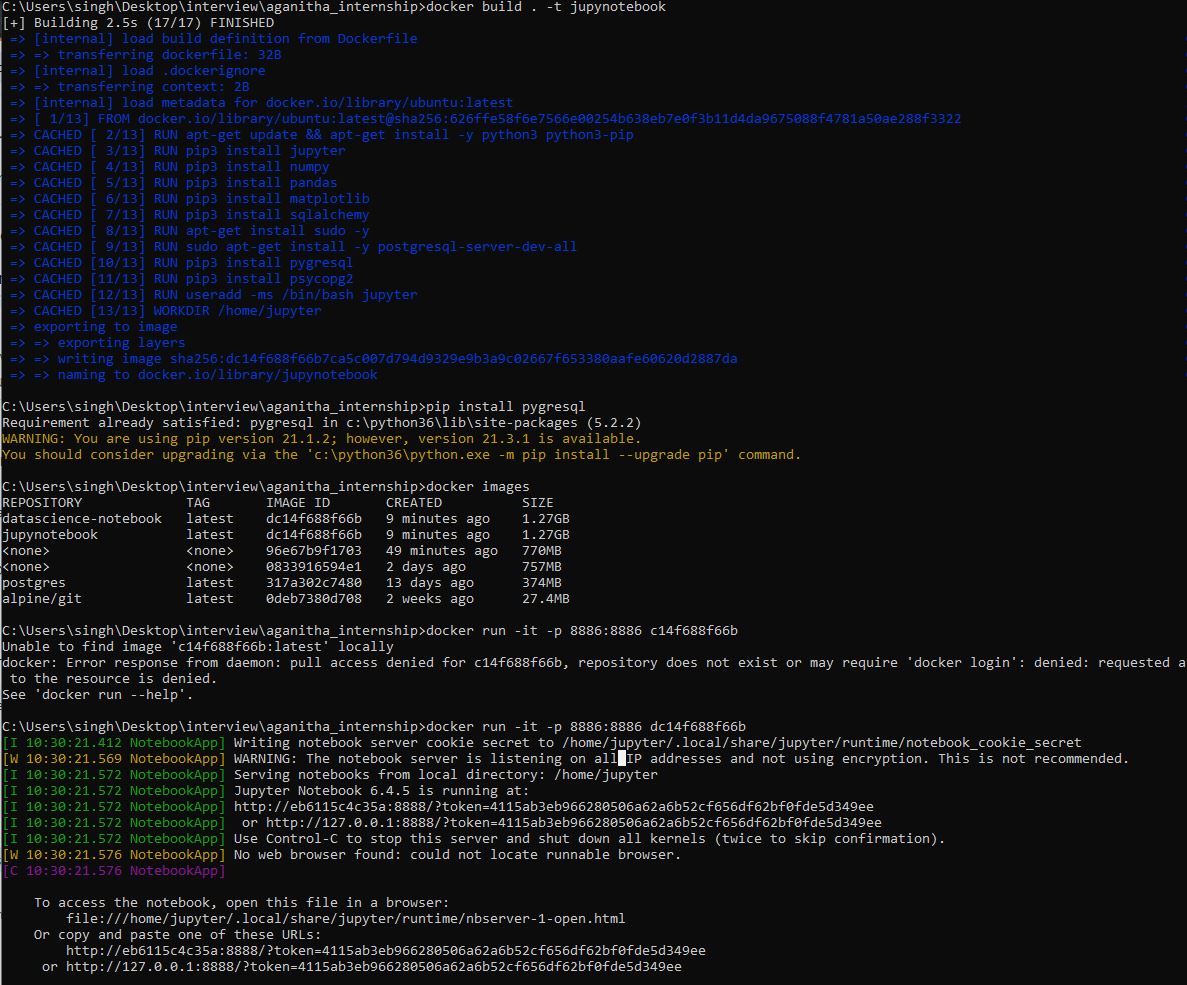 C:\Users\singh\Desktop\interview\aganitha_internship>docker build . -t jupynotebook
[+] Building 2.5s (17/17) FINISHED
=> [internal] load build definition from Dockerfile
=> => transferring dockerfile: 32B
=> [internal] load .dockerignore
=> => transferring context: 2B
=> [internal] load metadata for docker.io/library/ubuntu:latest
=> [ 1/13] FROM docker.io/library/ubuntu:latest@sha256:626ffe58f6e7566e00254b638eb7e0f3b11d4da9675088f4781a50ae288f3322
=> CACHED [ 2/13] RUN apt-get update && apt-get install -y python3 python3-pip
=> CACHED [ 3/13] RUN pip3 install jupyter
=> CACHED [ 4/13] RUN pip3 install numpy
=> CACHED [ 5/13] RUN pip3 install pandas
=> CACHED [ 6/13] RUN pip3 install matplotlib
=> CACHED [ 7/13] RUN pip3 install sqlalchemy
=> CACHED [ 8/13] RUN apt-get install sudo -y
=> CACHED [ 9/13] RUN sudo apt-get install -y postgresql-server-dev-all
=> CACHED [10/13] RUN pip3 install pygresql
=> CACHED [11/13] RUN pip3 install psycopg2
=> CACHED [12/13] RUN useradd -ms /bin/bash jupyter
=> CACHED [13/13] WORKDIR /home/jupyter
=> exporting to image
=> => exporting layers
=> => writing image sha256:dc14f688f66b7ca5c007d794d9329e9b3a9c02667f653380aafe60620d2887da
=> => naming to docker.io/library/jupynotebook
C:\Users\singh\Desktop\interview\aganitha_internship>pip install pygresql
Requirement already satisfied: pygresql in c:\python36\lib\site-packages (5.2.2)
WARNING: You are using pip version 21.1.2; however, version 21.3.1 is available.
You should consider upgrading via the 'c:\python36\python.exe -m pip install --upgrade pip' command.
C:\Users\singh\Desktop\interview\aganitha_internship>docker images
REPOSITORY TAG IMAGE ID CREATED SIZE
datascience-notebook latest dc14f688f66b 9 minutes ago 1.27GB
jupynotebook latest dc14f688f66b 9 minutes ago 1.27GB
<none> <none> 96e67b9f1703 49 minutes ago 770MB
<none> <none> 0833916594e1 2 days ago 757MB
postgres latest 317a302c7480 13 days ago 374MB
alpine/git latest 0deb7380d708 2 weeks ago 27.4MB
C:\Users\singh\Desktop\interview\aganitha_internship>docker run -it -p 8886:8886 c14f688f66b
Unable to find image 'c14f688f66b:latest' locally
docker: Error response from daemon: pull access denied for c14f688f66b, repository does not exist or may require 'docker login': denied: requested a
to the resource is denied.
See 'docker run --help'.
C:\Users\singh\Desktop\interview\aganitha_internship>docker run -it -p 8886:8886 dc14f688f66b
[I 10:30:21.412 NotebookApp] Writing notebook server cookie secret to /home/jupyter/.local/share/jupyter/runtime/notebook_cookie_secret
[W 10:30:21.569 NotebookApp] WARNING: The notebook server is listening on all IP addresses and not using encryption. This is not recommended.
[I 10:30:21.572 NotebookApp] Serving notebooks from local directory: /home/jupyter
[I 10:30:21.572 NotebookApp] Jupyter Notebook 6.4.5 is running at:
[I 10:30:21.572 NotebookApp] http://eb6115c4c35a:8888/?token=4115ab3eb966280506a62a6b52cf656df62bf0fde5d349ee
[I 10:30:21.572 NotebookApp] or http://127.0.0.1:8888/?token=4115ab3eb966280506a62a6b52cf656df62bf0fde5d349ee
[I 10:30:21.572 NotebookApp] Use Control-C to stop this server and shut down all kernels (twice to skip confirmation).
[W 10:30:21.576 NotebookApp] No web browser found: could not locate runnable browser.
[C 10:30:21.576 NotebookApp]
To access the notebook, open this file in a browser:
file:///home/jupyter/.local/share/jupyter/runtime/nbserver-1-open.html
Or copy and paste one of these URLs:
http://eb6115c4c35a:8888/?token=4115ab3eb966280506a62a6b52cf656df62bf0fde5d349ee
or http://127.0.0.1:8888/?token=4115ab3eb966280506a62a6b52cf656df62bf0fde5d349ee